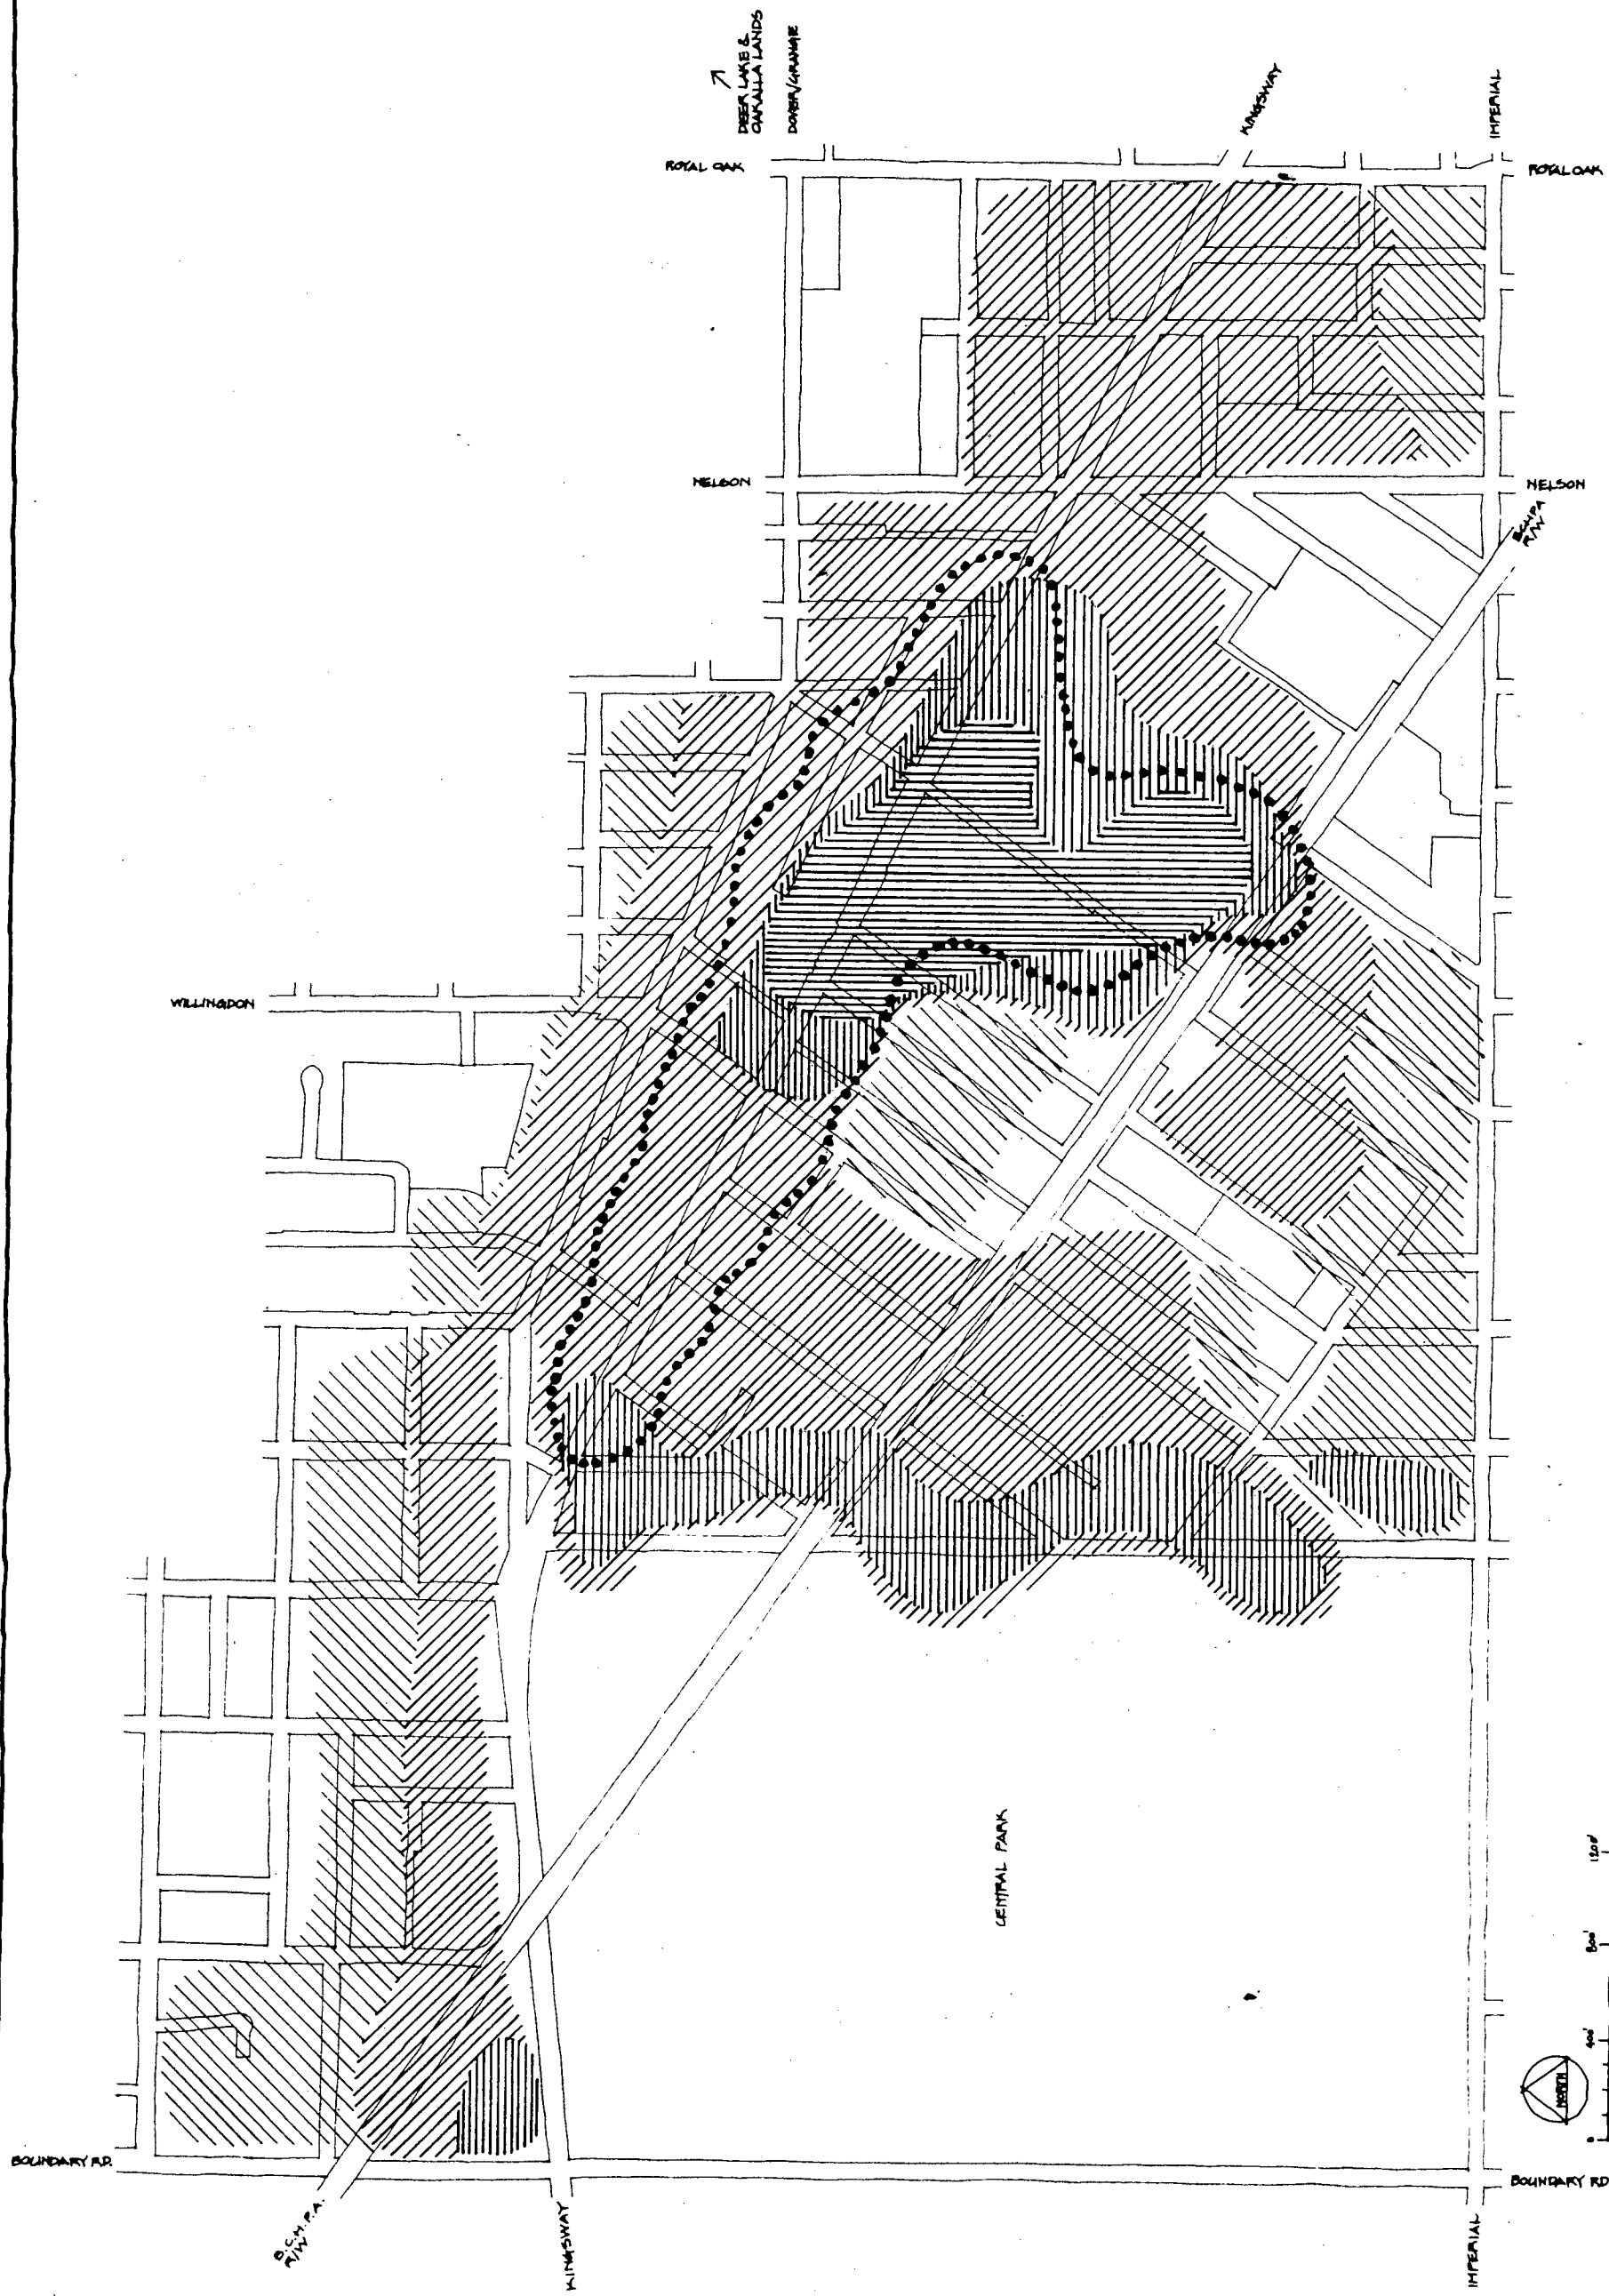 DEER LAKE &
OAKALLA LANDS
DOVER/GRANGE
KINGSWAY
IMPERIAL
ROYAL OAK
ROYAL OAK
NELSON
NELSON
BCHPA
R/W
WILLINGDON
CENTRAL PARK
1200'
800'
400'
0
NORTH
BOUNDARY RD.
BOUNDARY RD
B.C.H.P.A.
R/W
KINGSWAY
IMPERIAL